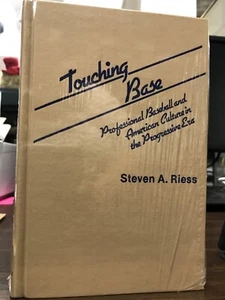 Touching
Base
Professional Baseball and
American Culture in
the Progressive Era
Steven A. Riess